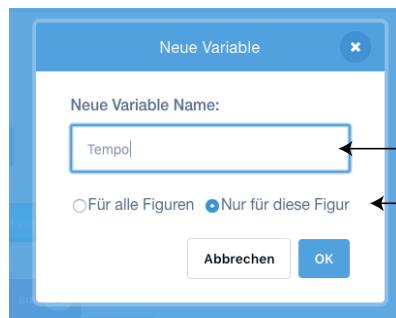 Neue Variable
Neue Variable Name:
Tempo
Für alle Figuren Nur für diese Figur
Abbrechen OK